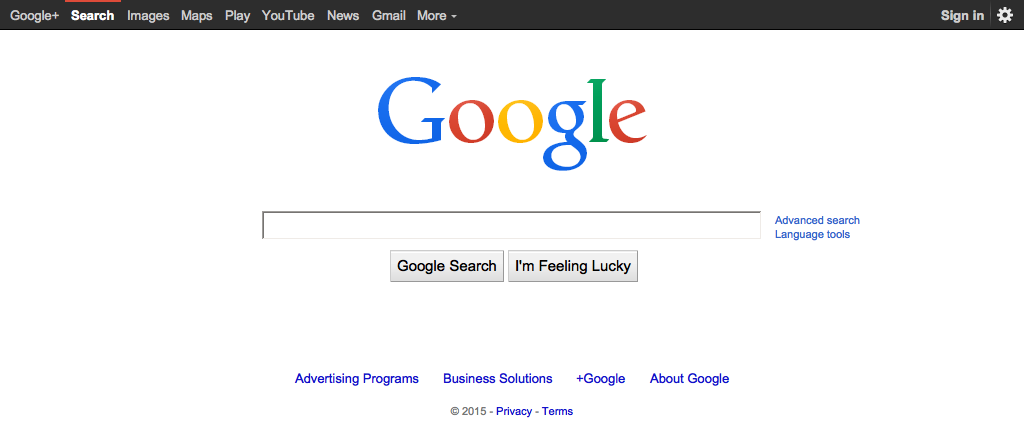 Google+ Search Images Maps Play YouTube News Gmail More Sign in
Google
Advanced search
Language tools
Google Search I'm Feeling Lucky
Advertising Programs Business Solutions +Google About Google
© 2015 - Privacy - Terms